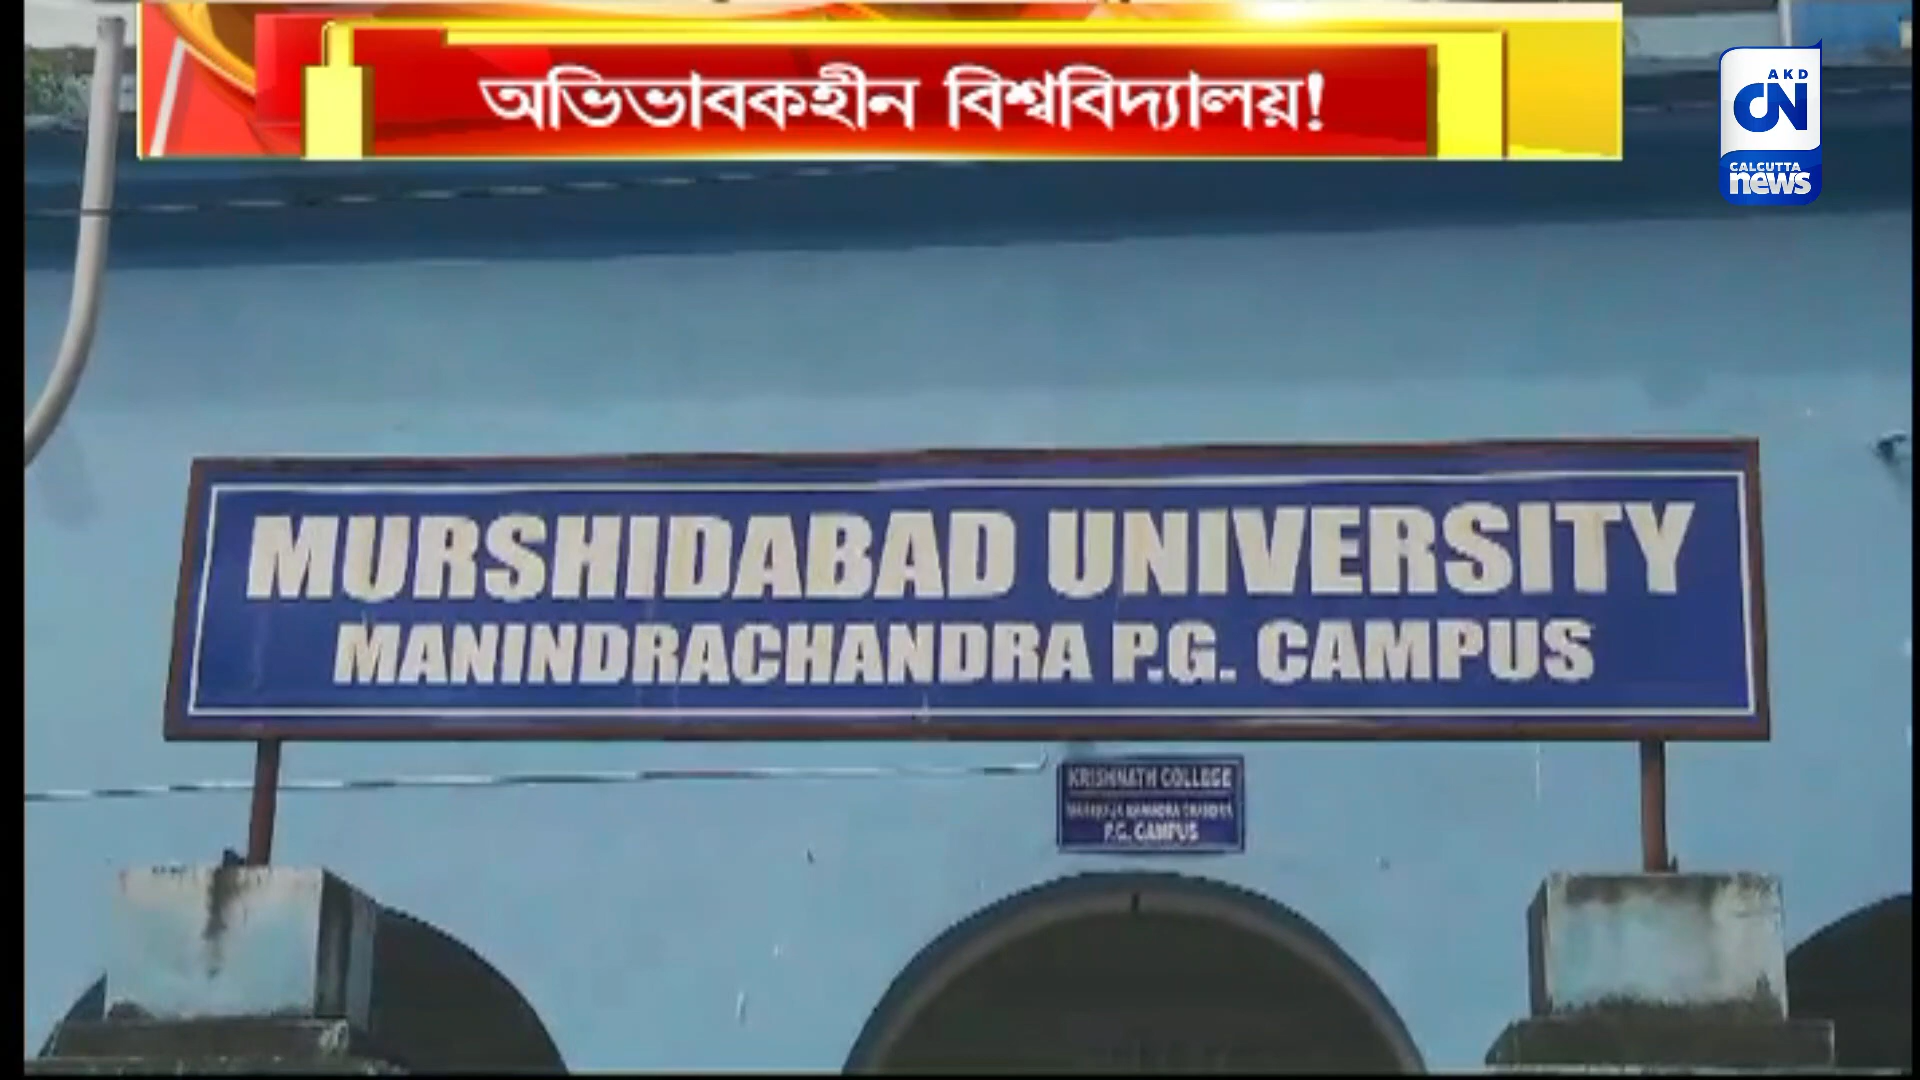 অভিভাবকহীন বিশ্ববিদ্যালয়!
AKD
CN
CALCUTTA
news
MURSHIDABAD UNIVERSITY
MANINDRACHANDRA P.G. CAMPUS
KRISHNATH COLLEGE
P.G. CAMPUS